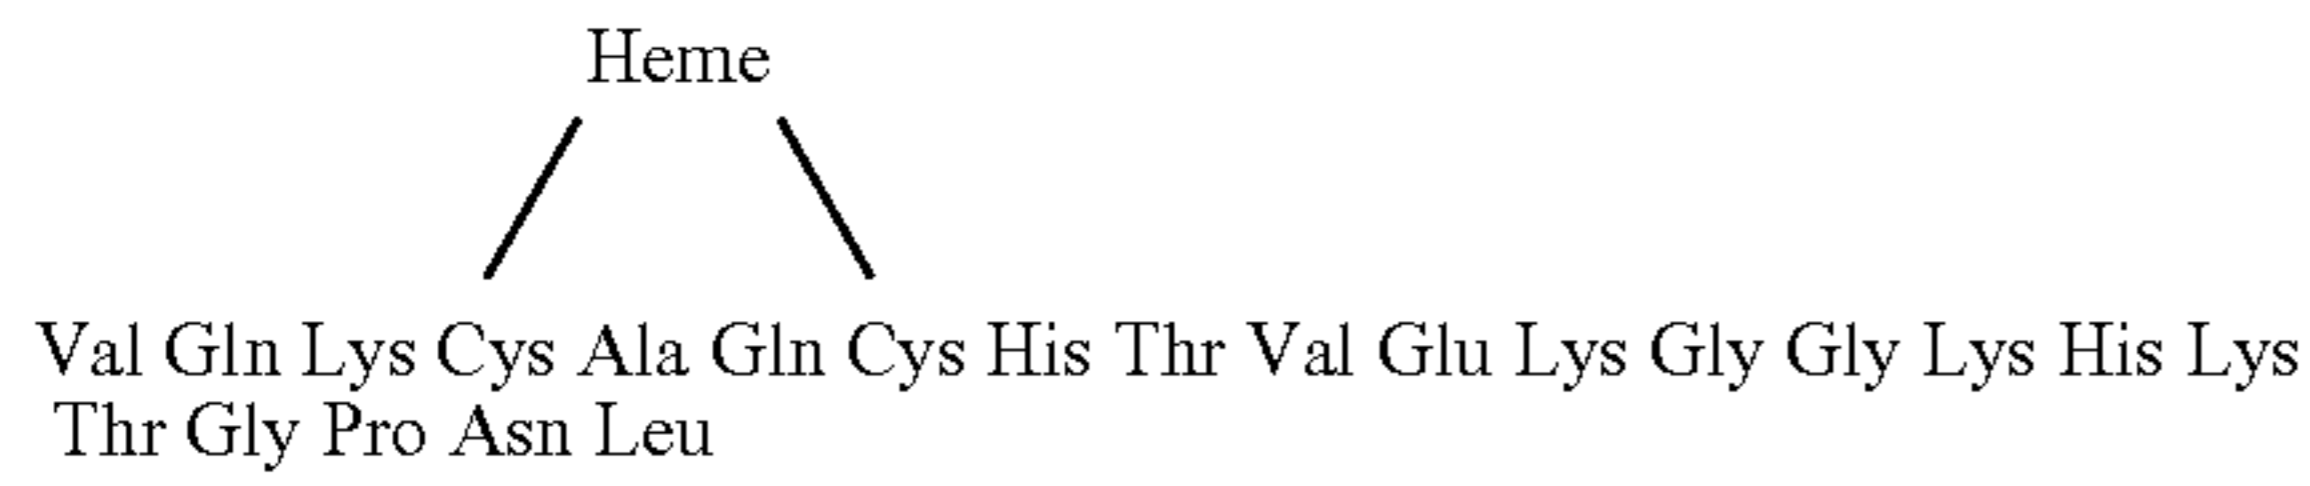 Heme
Val Gln Lys Cys Ala Gln Cys His Thr Val Glu Lys Gly Gly Lys His Lys
Thr Gly Pro Asn Leu